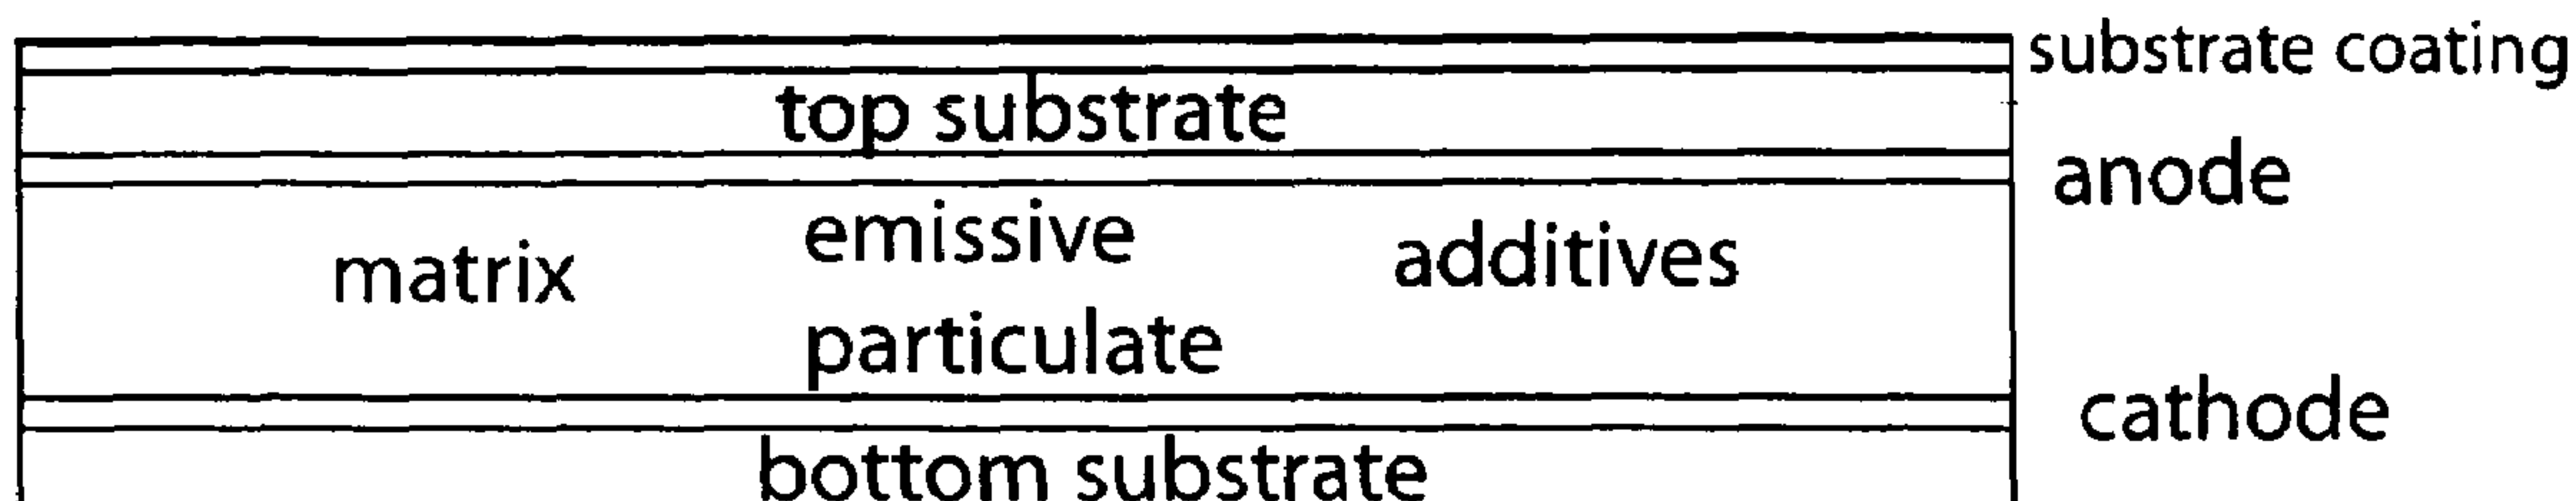 substrate coating
top substrate
anode
emissive
matrix
additives
particulate
cathode
bottom substrate